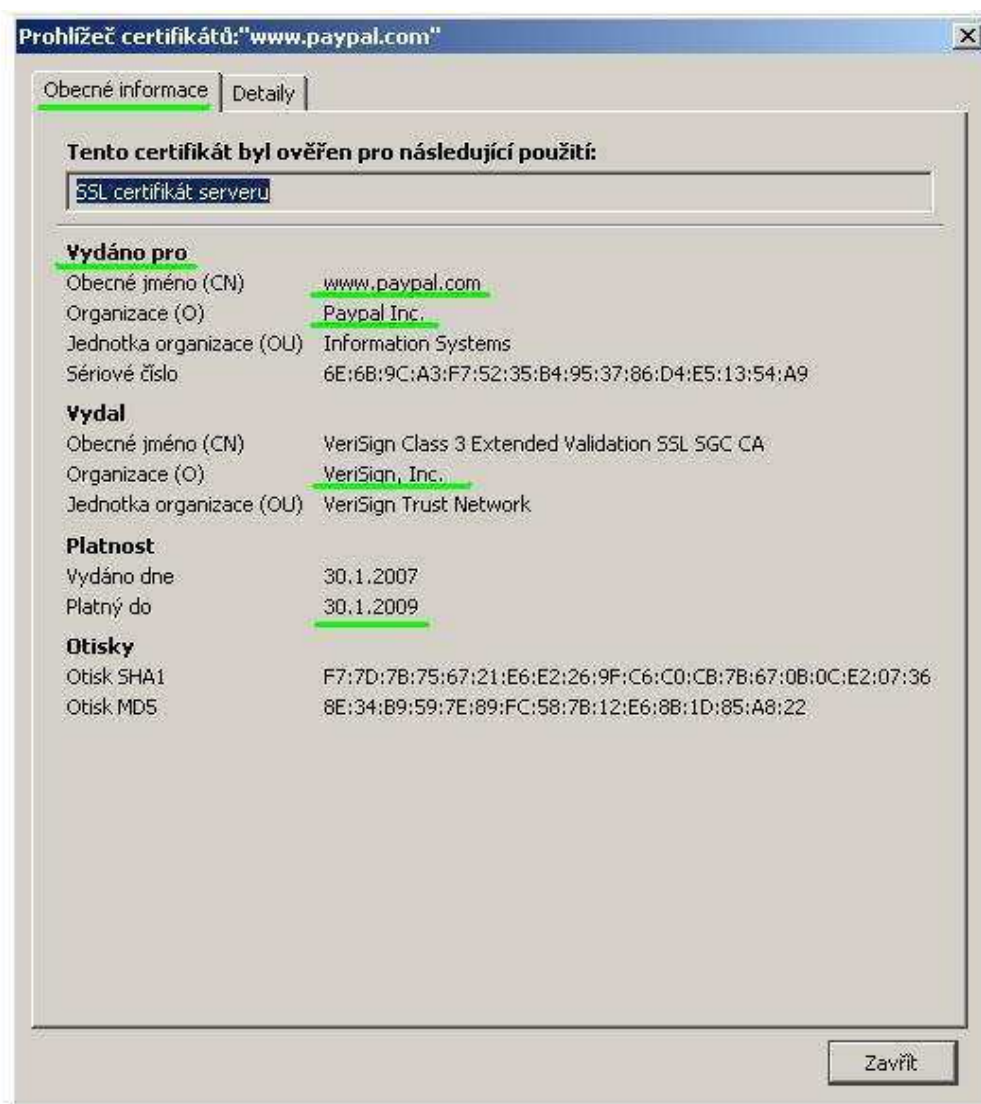 Prohlížeč certifikátů:"www.paypal.com"
Obecné informace Detaily
Tento certifikát byl ověřen pro následující použití:
SSL certifikát serveru
Vydáno pro
Obecné jméno (CN) www.paypal.com
Organizace (O) Paypal Inc.
Jednotka organizace (OU) Information Systems
Sériové číslo 6E:6B:9C:A3:F7:52:35:B4:95:37:86:D4:E5:13:54:A9
Vydal
Obecné jméno (CN) VeriSign Class 3 Extended Validation SSL SGC CA
Organizace (O) VeriSign, Inc.
Jednotka organizace (OU) VeriSign Trust Network
Platnost
Vydáno dne 30.1.2007
Platný do 30.1.2009
Otisky
Otisk SHA1 F7:7D:7B:75:67:21:E6:E2:26:9F:C6:C0:CB:7B:67:0B:0C:E2:07:36
Otisk MD5 8E:34:B9:59:7E:89:FC:58:7B:12:E6:8B:1D:85:A8:22
Zavřít